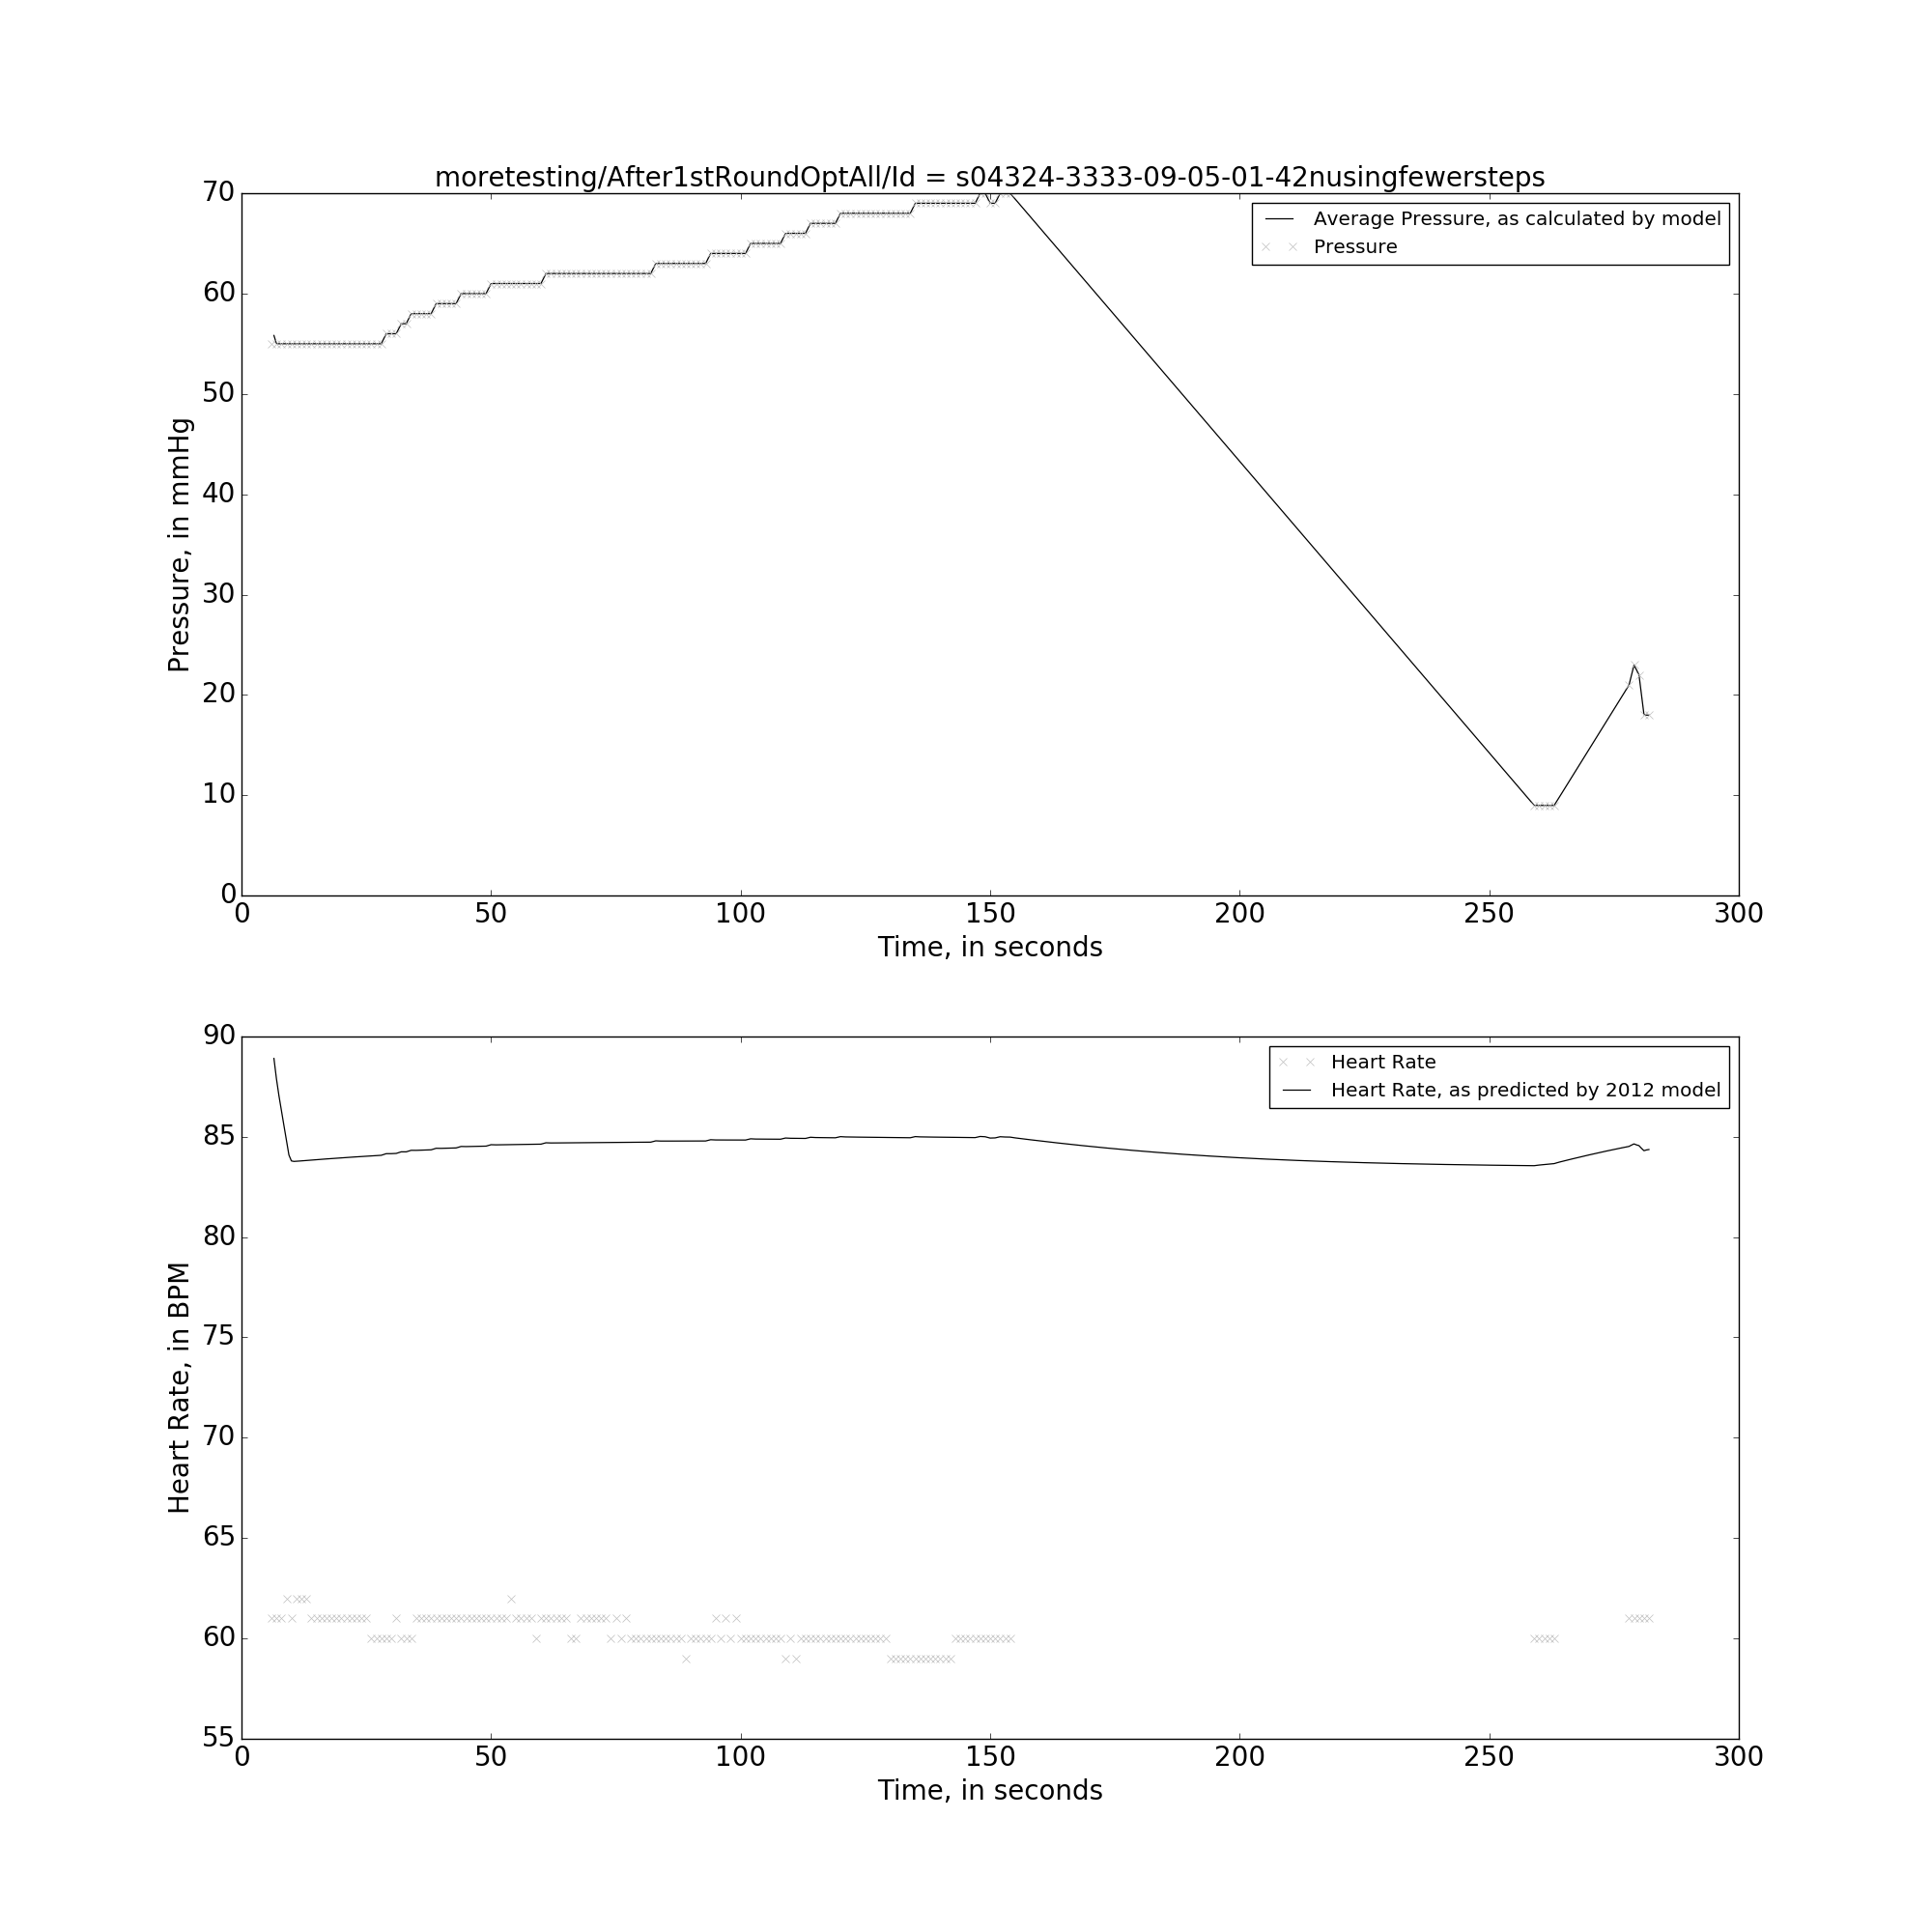 moretesting/After1stRoundOptAll/Id = s04324-3333-09-05-01-42nusingfewersteps
70
60
50
40
30
20
10
0
Pressure, in mmHg
Average Pressure, as calculated by model
Pressure
0 50 100 150 200 250 300
Time, in seconds
90
85
80
75
70
65
60
55
Heart Rate, in BPM
Heart Rate
Heart Rate, as predicted by 2012 model
0 50 100 150 200 250 300
Time, in seconds